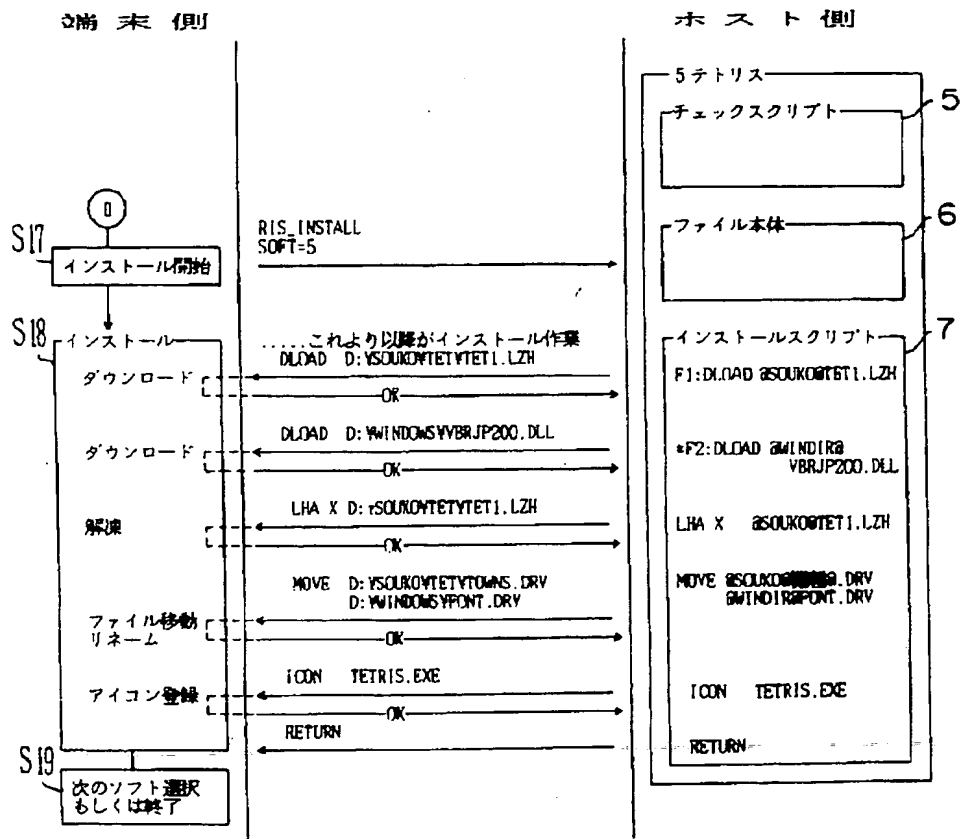 端末側
ホスト側
5テトリス
チェックスクリプト
5
ファイル本体
6
S17
インストール開始
RIS_INSTALL
SOFT=5
S18
インストール
.....これより以降がインストール作業
インストールスクリプト
7
ダウンロード
DLOAD D:¥SOUKO¥TET¥TET1.LZH
OK
F1:DLOAD @SOUKO@TET1.LZH
ダウンロード
DLOAD D:¥WINDOWS¥VBRJP200.DLL
OK
*F2:DLOAD @WINDIR@
VBRJP200.DLL
解凍
LHA X D:¥SOUKO¥TET¥TET1.LZH
OK
LHA X @SOUKO@TET1.LZH
ファイル移動
リネーム
MOVE D:¥SOUKO¥TET¥TOWNS.DRV
D:¥WINDOWS¥FONT.DRV
OK
MOVE @SOUKO@ .DRV
@WINDIR@FONT.DRV
アイコン登録
ICON TETRIS.EXE
OK
ICON TETRIS.EXE
RETURN
RETURN
S19
次のソフト選択
もしくは終了